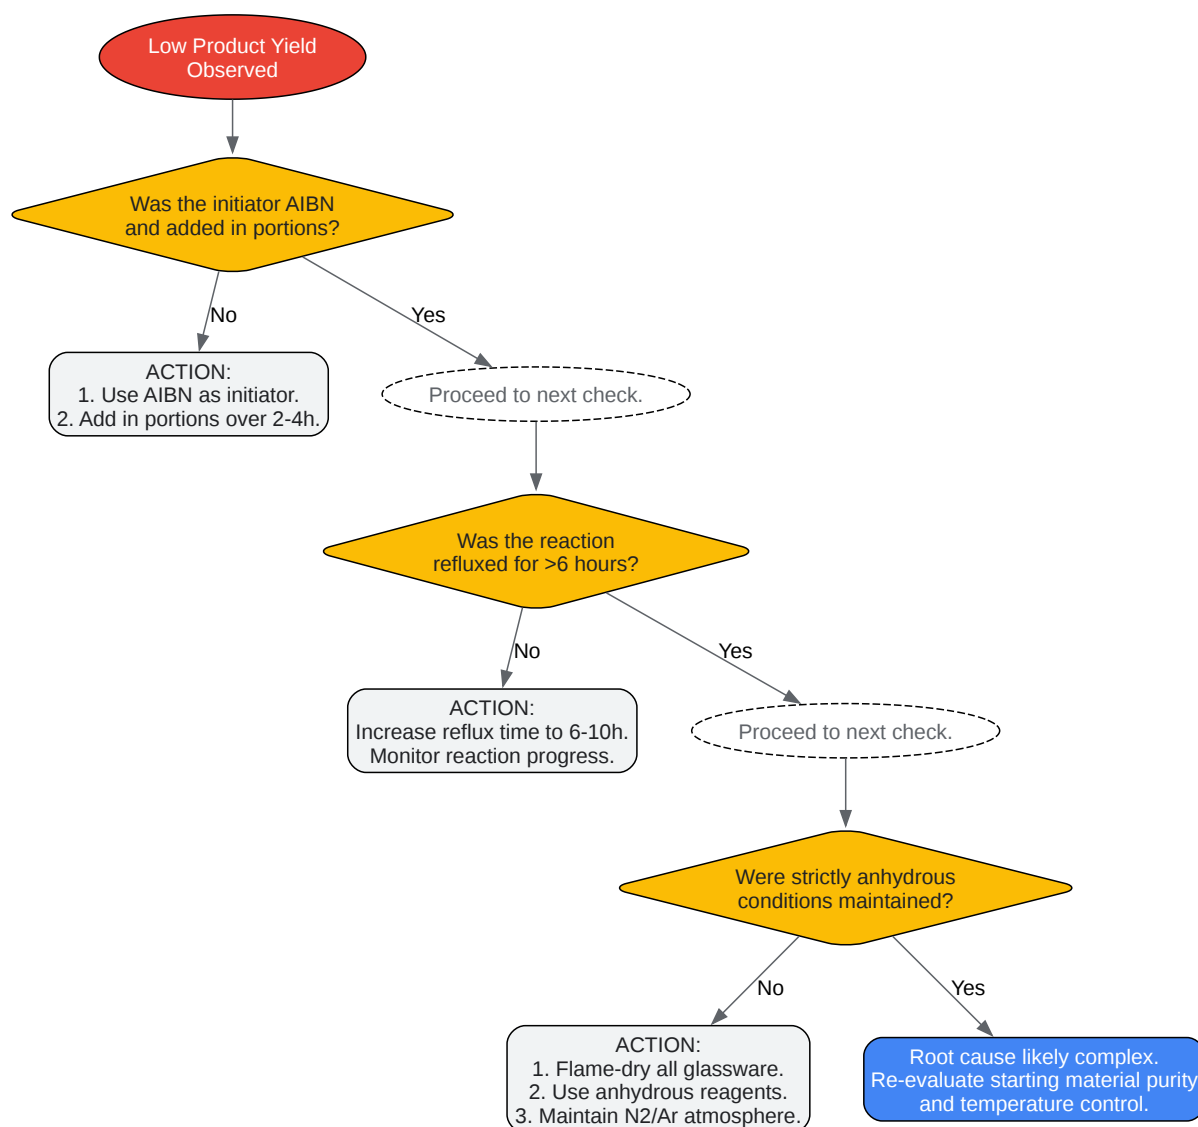 Low Product Yield
Observed
Was the initiator AIBN
and added in portions?
No
Yes
ACTION:
1. Use AIBN as initiator.
2. Add in portions over 2-4h.
Proceed to next check.
Was the reaction
refluxed for >6 hours?
No
Yes
ACTION:
Increase reflux time to 6-10h.
Monitor reaction progress.
Proceed to next check.
Were strictly anhydrous
conditions maintained?
No
Yes
ACTION:
1. Flame-dry all glassware.
2. Use anhydrous reagents.
3. Maintain N2/Ar atmosphere.
Root cause likely complex.
Re-evaluate starting material purity
and temperature control.